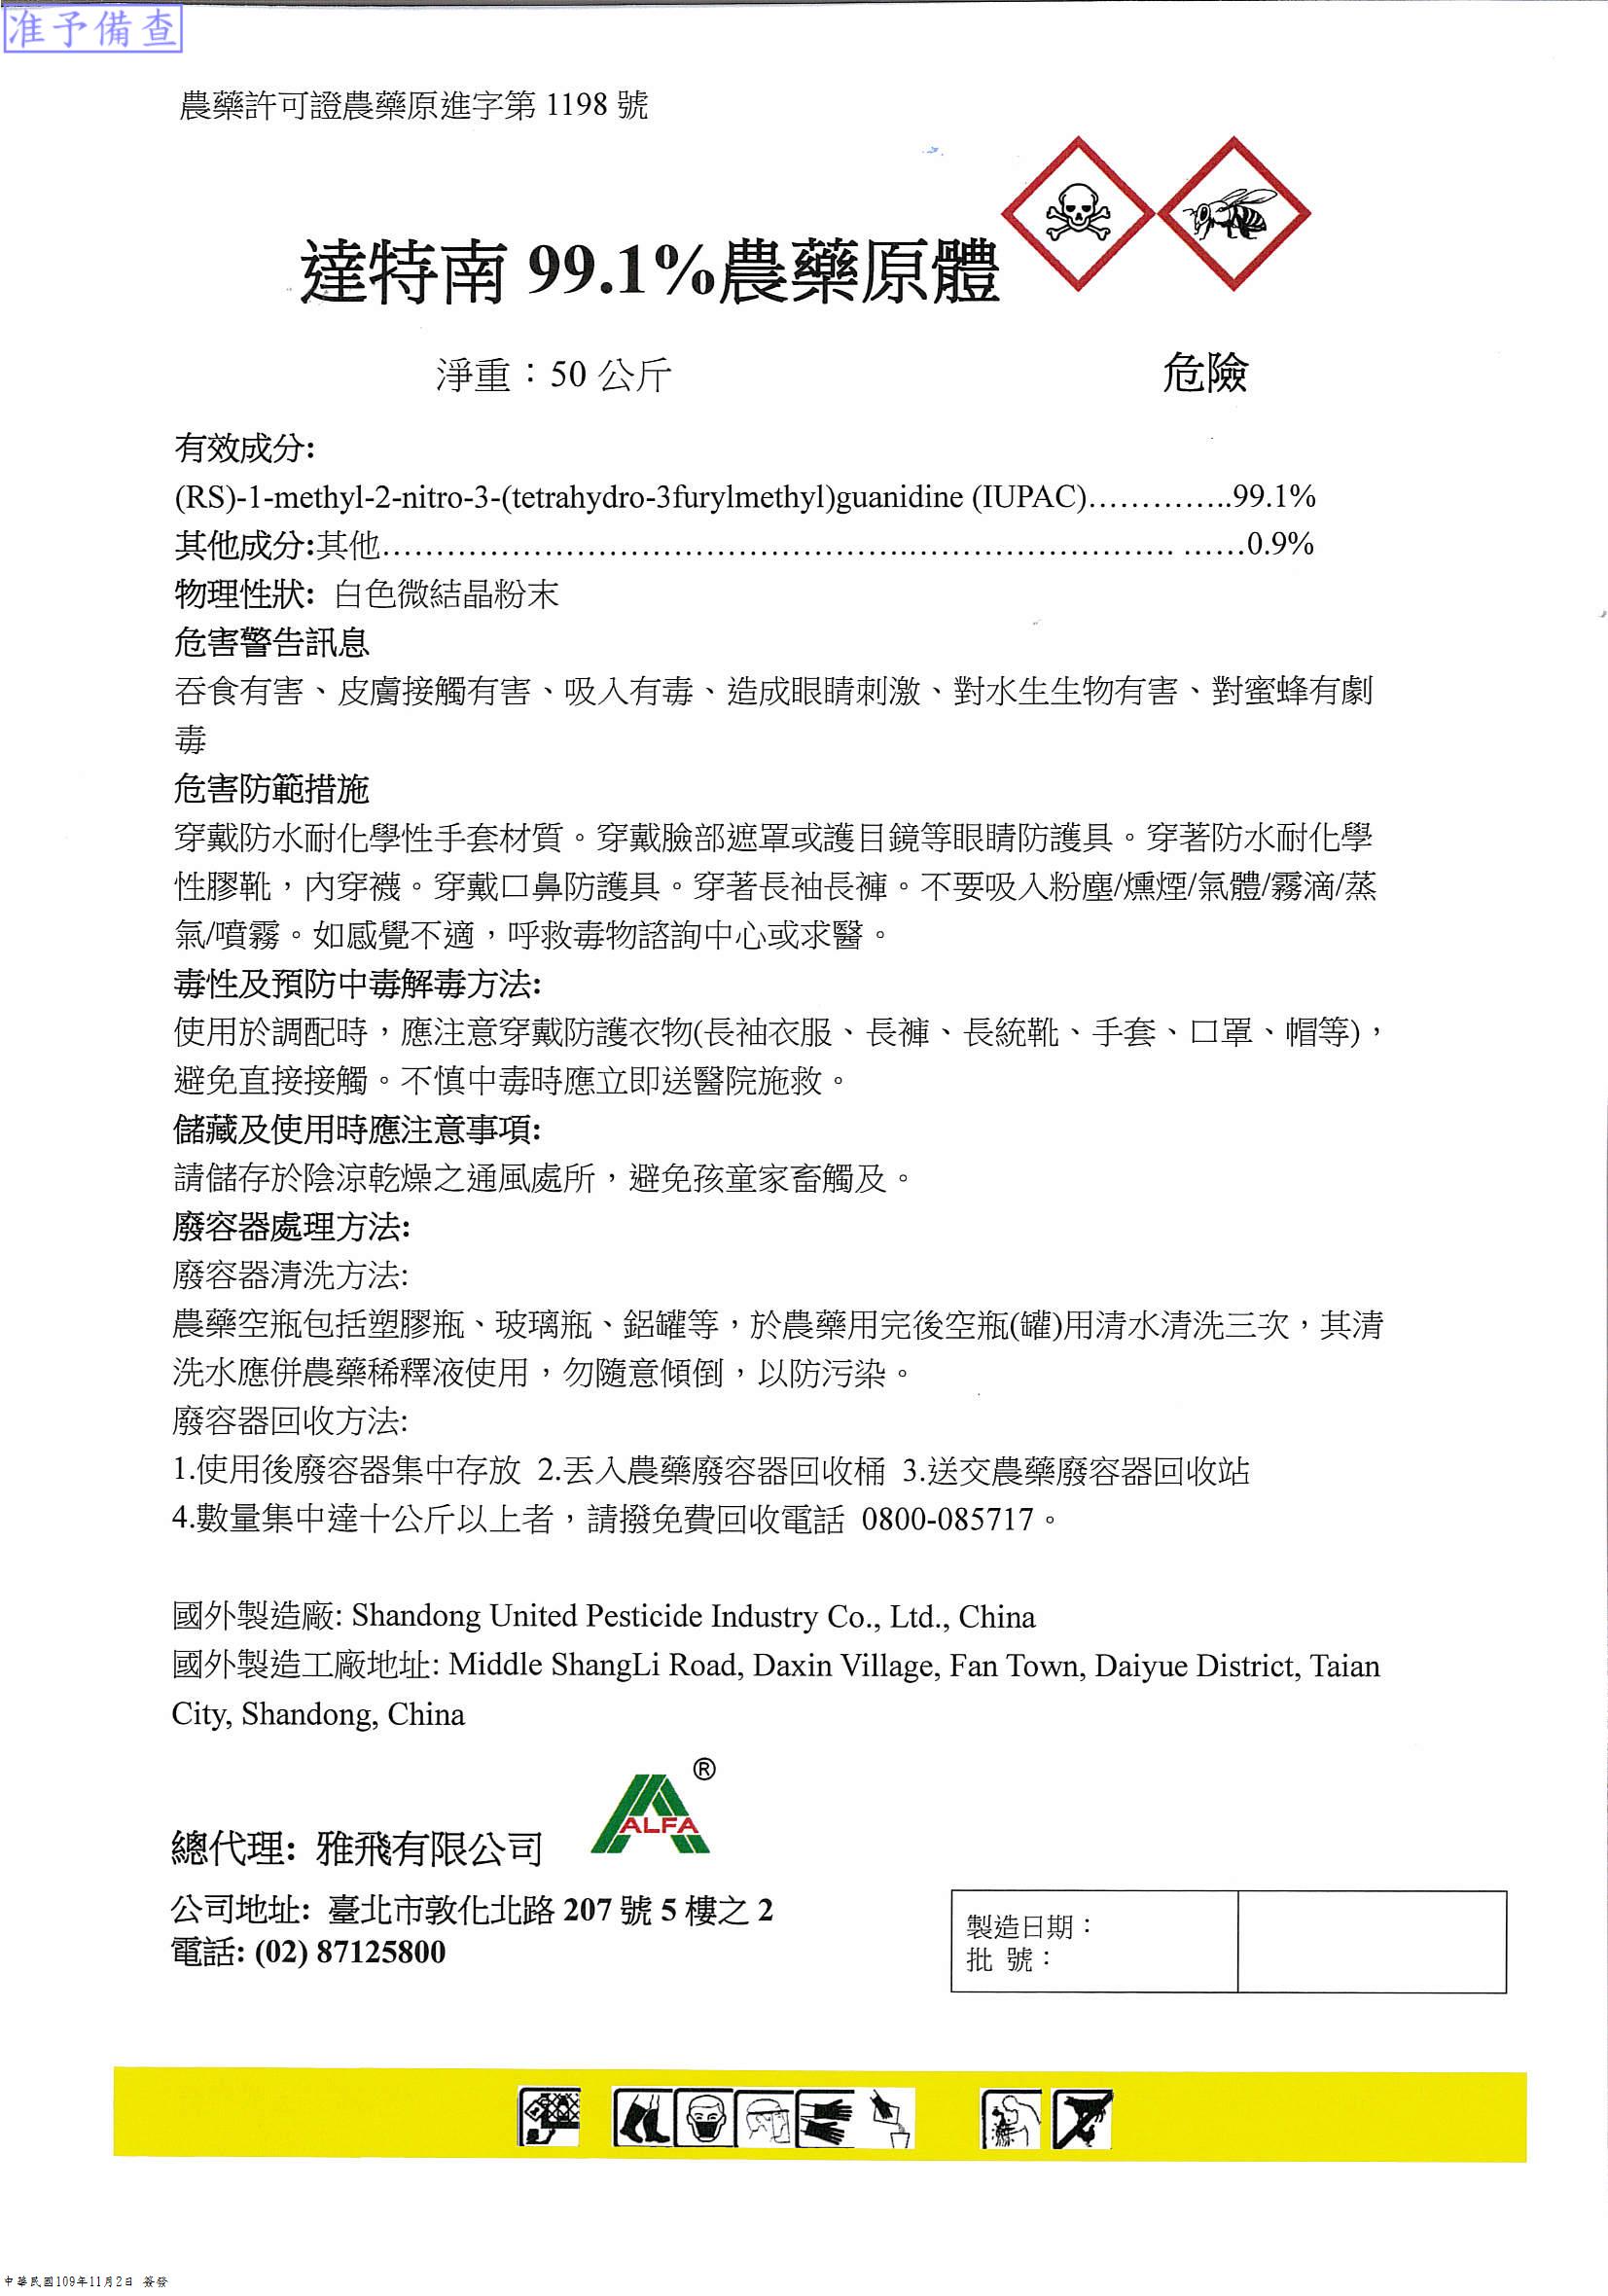 准予備查
農藥許可證農藥原進字第 1198 號
達特南 99.1%農藥原體
淨重：50 公斤
危險
有效成分:
(RS)-1-methyl-2-nitro-3-(tetrahydro-3furylmethyl)guanidine (IUPAC)..............99.1%
其他成分:其他................................................................................0.9%
物理性狀: 白色微結晶粉末
危害警告訊息
吞食有害、皮膚接觸有害、吸入有毒、造成眼睛刺激、對水生生物有害、對蜜蜂有劇
毒
危害防範措施
穿戴防水耐化學性手套材質。穿戴臉部遮罩或護目鏡等眼睛防護具。穿著防水耐化學
性膠靴，內穿襪。穿戴口鼻防護具。穿著長袖長褲。不要吸入粉塵/燻煙/氣體/霧滴/蒸
氣/噴霧。如感覺不適，呼救毒物諮詢中心或求醫。
毒性及預防中毒解毒方法:
使用於調配時，應注意穿戴防護衣物(長袖衣服、長褲、長統靴、手套、口罩、帽等)，
避免直接接觸。不慎中毒時應立即送醫院施救。
儲藏及使用時應注意事項:
請儲存於陰涼乾燥之通風處所，避免孩童家畜觸及。
廢容器處理方法:
廢容器清洗方法:
農藥空瓶包括塑膠瓶、玻璃瓶、鋁罐等，於農藥用完後空瓶(罐)用清水清洗三次，其清
洗水應併農藥稀釋液使用，勿隨意傾倒，以防污染。
廢容器回收方法:
1.使用後廢容器集中存放 2.丟入農藥廢容器回收桶 3.送交農藥廢容器回收站
4.數量集中達十公斤以上者，請撥免費回收電話 0800-085717。
國外製造廠: Shandong United Pesticide Industry Co., Ltd., China
國外製造工廠地址: Middle ShangLi Road, Daxin Village, Fan Town, Daiyue District, Taian
City, Shandong, China
ALFA ®
總代理: 雅飛有限公司
公司地址: 臺北市敦化北路 207 號 5 樓之 2
電話: (02) 87125800
製造日期：
批 號：
中華民國109年11月2日 簽發